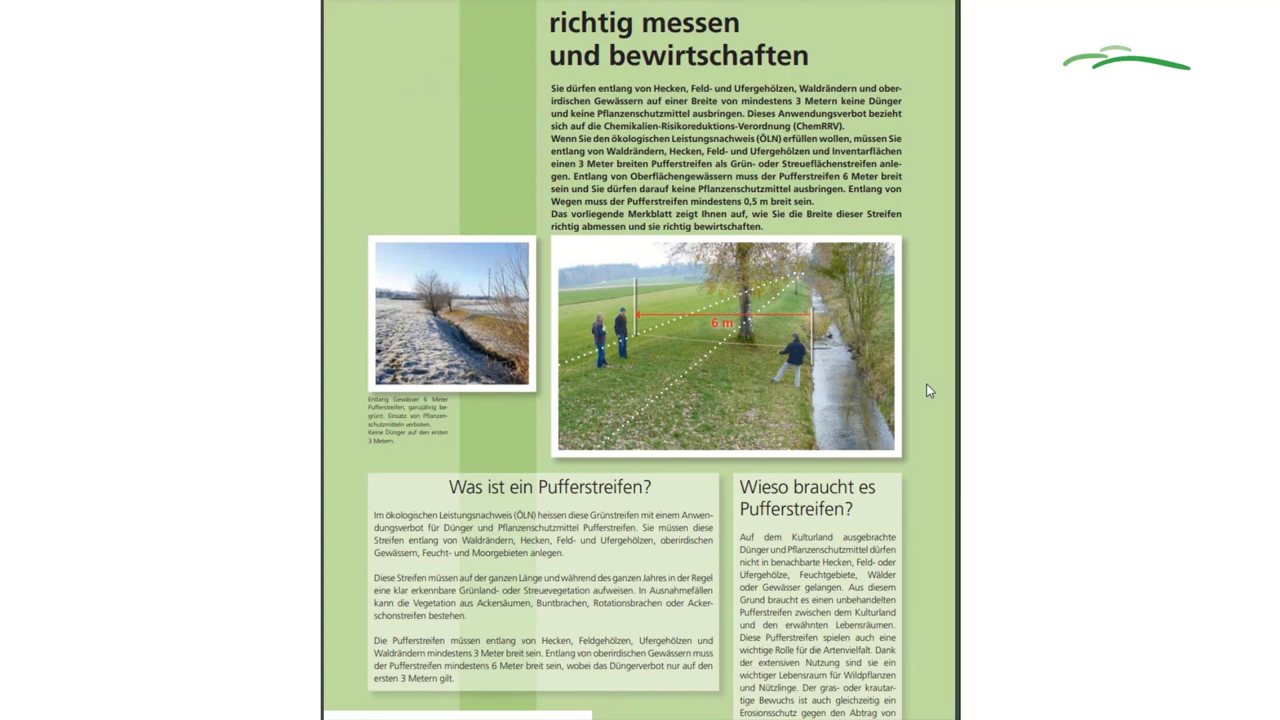 richtig messen
und bewirtschaften
Sie dürfen entlang von Hecken, Feld- und Ufergehölzen, Waldrändern und ober-
irdischen Gewässern auf einer Breite von mindestens 3 Metern keine Dünger
und keine Pflanzenschutzmittel ausbringen. Dieses Anwendungsverbot bezieht
sich auf die Chemikalien-Risikoreduktions-Verordnung (ChemRRV).
Wenn Sie den ökologischen Leistungsnachweis (ÖLN) erfüllen wollen, müssen Sie
entlang von Waldrändern, Hecken, Feld- und Ufergehölzen und Inventarflächen
einen 3 Meter breiten Pufferstreifen als Grün- oder Streueflächenstreifen anle-
gen. Entlang von Oberflächengewässern muss der Pufferstreifen 6 Meter breit
sein und Sie dürfen darauf keine Pflanzenschutzmittel ausbringen. Entlang von
Wegen muss der Pufferstreifen mindestens 0,5 m breit sein.
Das vorliegende Merkblatt zeigt Ihnen auf, wie Sie die Breite dieser Streifen
richtig abmessen und sie richtig bewirtschaften.
6 m
Entlang Gewässer 6 Meter
Pufferstreifen, ganzjährig be-
grünt. Einsatz von Pflanzen-
schutzmitteln verboten.
Keine Dünger auf den ersten
3 Metern.
Was ist ein Pufferstreifen?
Im ökologischen Leistungsnachweis (ÖLN) heissen diese Grünstreifen mit einem Anwen-
dungsverbot für Dünger und Pflanzenschutzmittel Pufferstreifen. Sie müssen diese
Streifen entlang von Waldrändern, Hecken, Feld- und Ufergehölzen, oberirdischen
Gewässern, Feucht- und Moorgebieten anlegen.
Diese Streifen müssen auf der ganzen Länge und während des ganzen Jahres in der Regel
eine klar erkennbare Grünland- oder Streuevegetation aufweisen. In Ausnahmefällen
kann die Vegetation aus Ackersäumen, Buntbrachen, Rotationsbrachen oder Acker-
schonstreifen bestehen.
Die Pufferstreifen müssen entlang von Hecken, Feldgehölzen, Ufergehölzen und
Waldrändern mindestens 3 Meter breit sein. Entlang von oberirdischen Gewässern muss
der Pufferstreifen mindestens 6 Meter breit sein, wobei das Düngerverbot nur auf den
ersten 3 Metern gilt.
Wieso braucht es
Pufferstreifen?
Auf dem Kulturland ausgebrachte
Dünger und Pflanzenschutzmittel dürfen
nicht in benachbarte Hecken, Feld- oder
Ufergehölze, Feuchtgebiete, Wälder
oder Gewässer gelangen. Aus diesem
Grund braucht es einen unbehandelten
Pufferstreifen zwischen dem Kulturland
und den erwähnten Lebensräumen.
Diese Pufferstreifen spielen auch eine
wichtige Rolle für die Artenvielfalt. Dank
der extensiven Nutzung sind sie ein
wichtiger Lebensraum für Wildpflanzen
und Nützlinge. Der gras- oder krautar-
tige Bewuchs ist auch gleichzeitig ein
Erosionsschutz gegen den Abtrag von